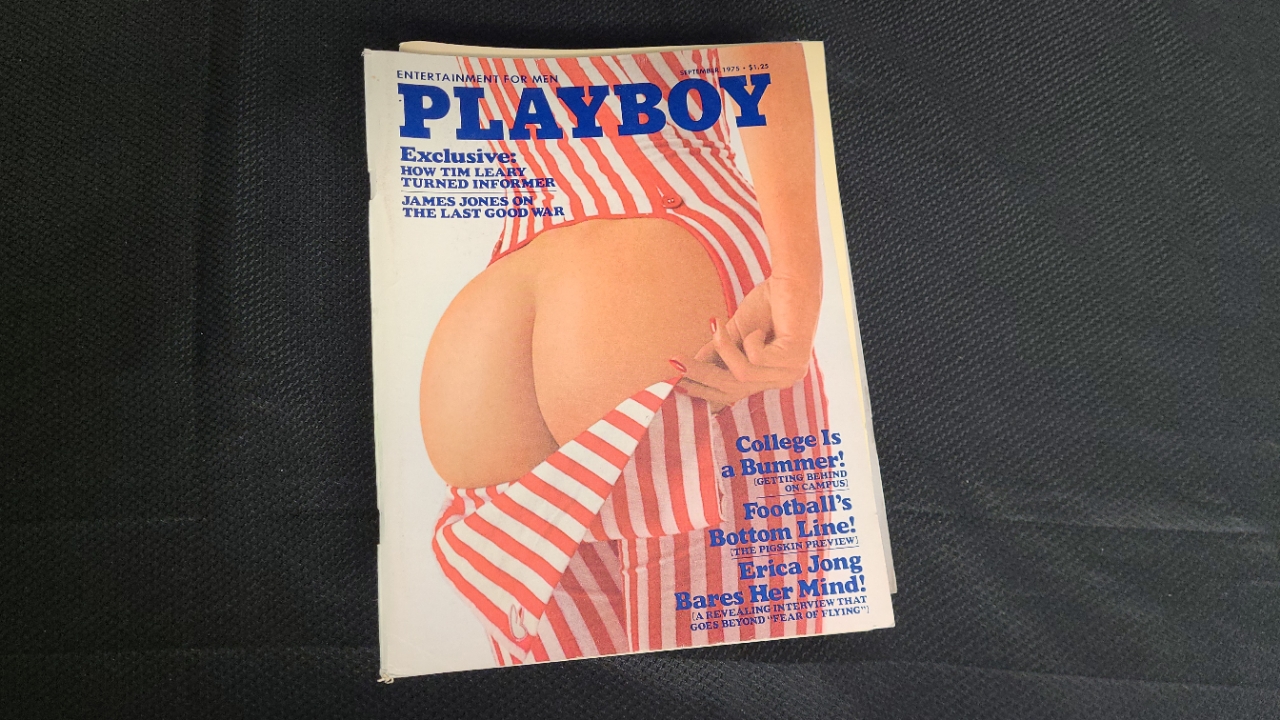 ENTERTAINMENT FOR MEN
SEPTEMBER 1975 • $1.25
PLAYBOY
Exclusive:
HOW TIM LEARY
TURNED INFORMER
JAMES JONES ON
THE LAST GOOD WAR
College Is
a Bummer!
[GETTING BEHIND
ON CAMPUS]
Football's
Bottom Line!
[THE PIGSKIN PREVIEW]
Erica Jong
Bares Her Mind!
[A REVEALING INTERVIEW THAT
GOES BEYOND "FEAR OF FLYING"]